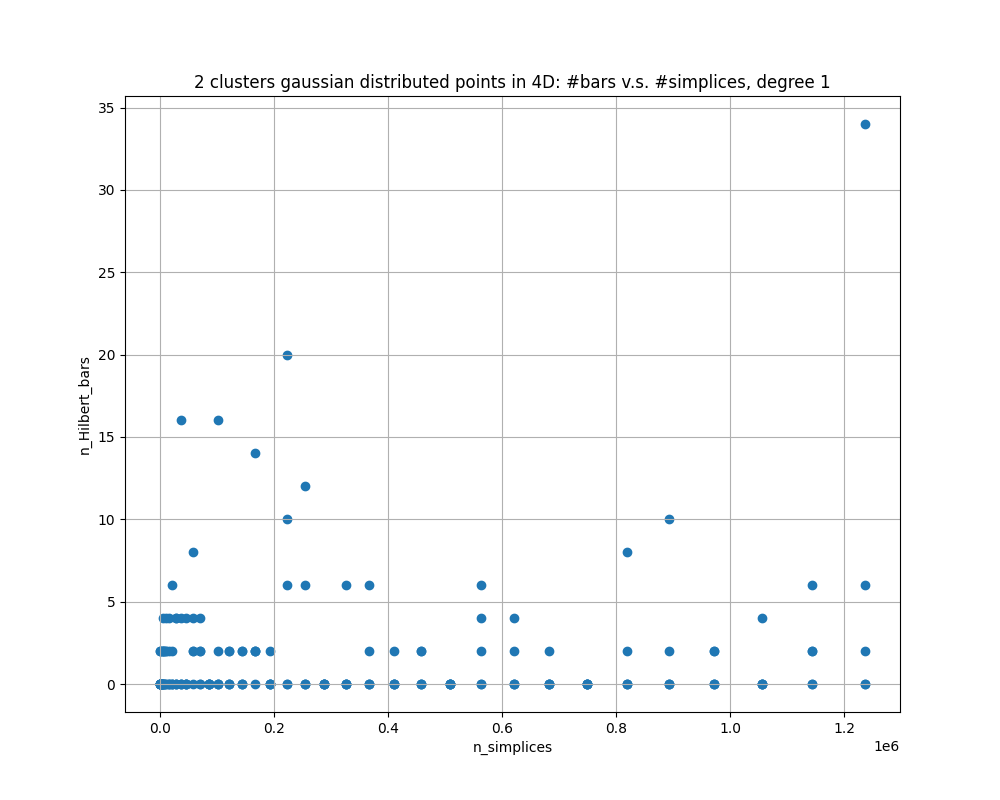 2 clusters gaussian distributed points in 4D: #bars v.s. #simplices, degree 1
35
30
25
20
15
10
5
0
n_Hilbert_bars
0.0 0.2 0.4 0.6 0.8 1.0 1.2
1e6
n_simplices